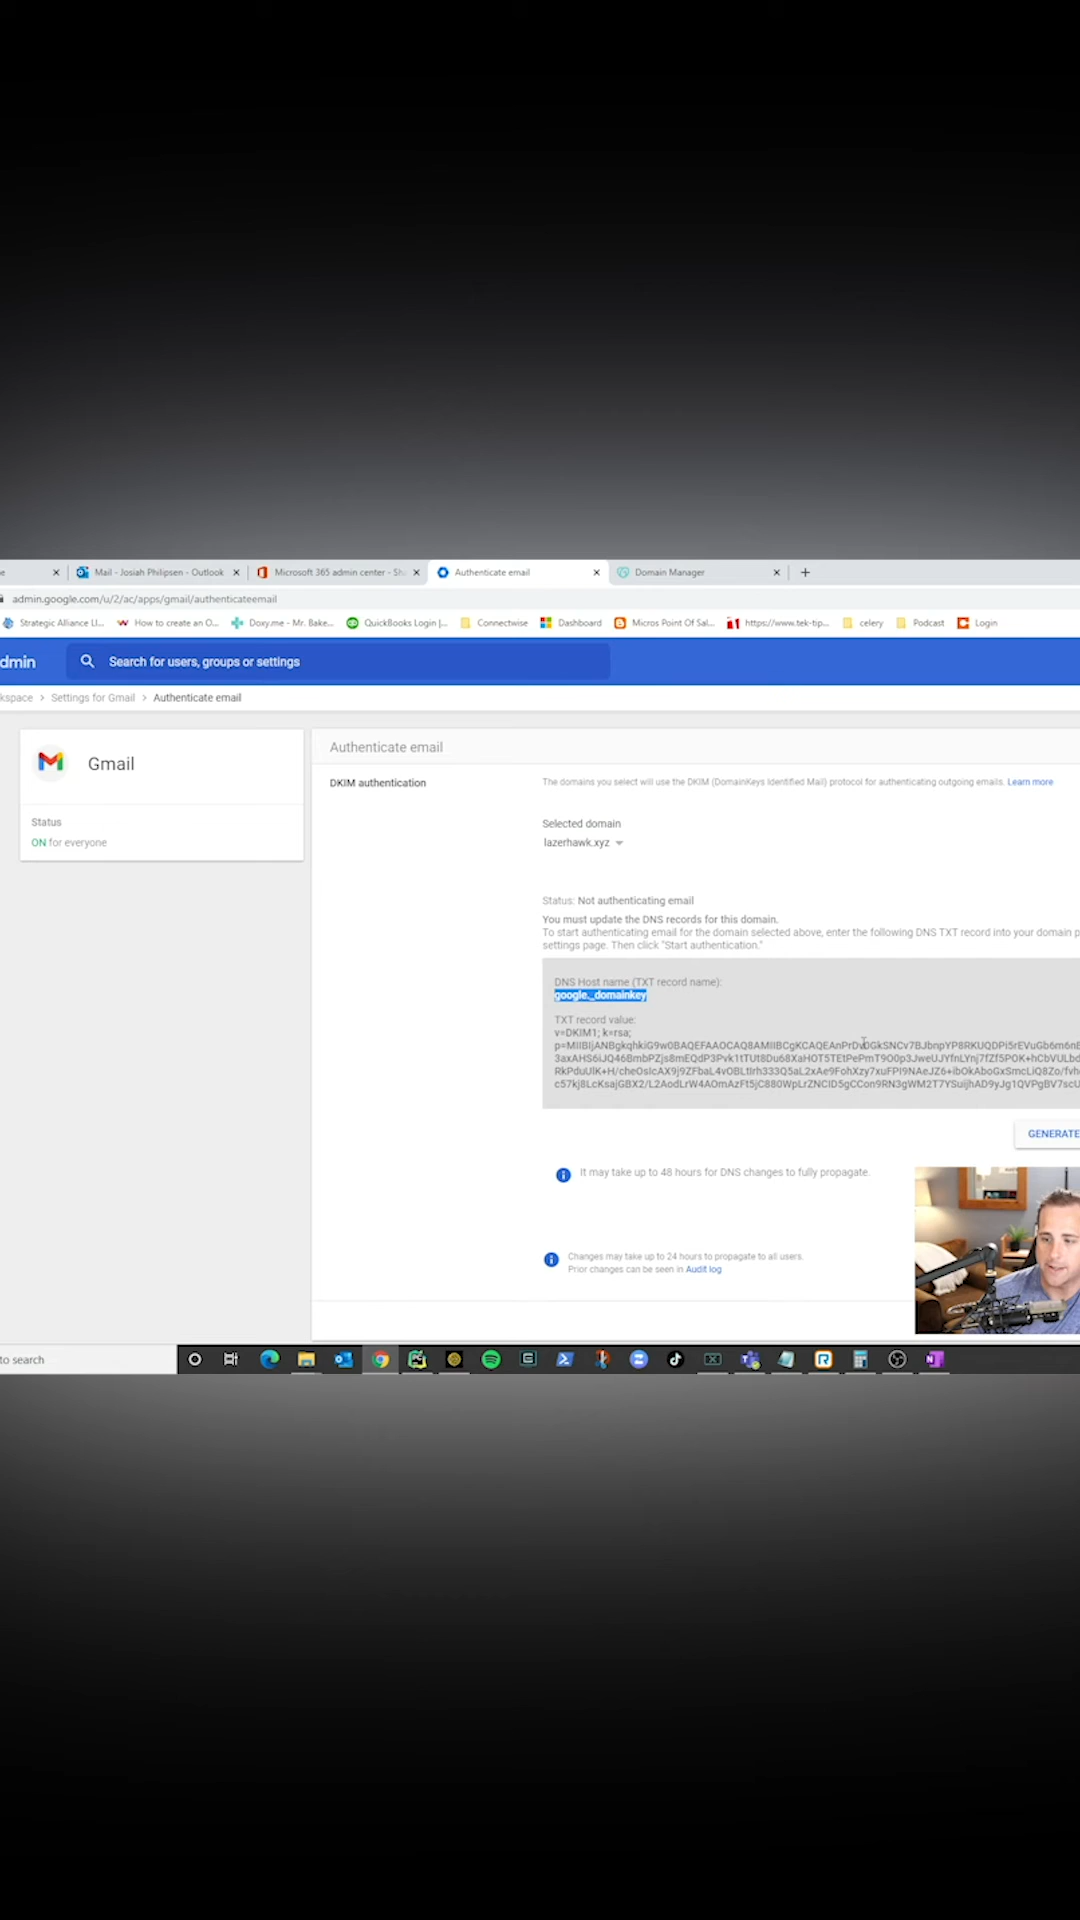 e
Mail - Josiah Philipsen - Outlook
Microsoft 365 admin center - Sh
Authenticate email
Domain Manager
admin.google.com/u/2/ac/apps/gmail/authenticateemail
Strategic Alliance LI...
How to create an O...
Doxy.me - Mr. Bake...
QuickBooks Login |...
Connectwise
Dashboard
Micros Point Of Sal...
https://www.tek-tip...
celery
Podcast
Login
dmin
Search for users, groups or settings
kspace > Settings for Gmail > Authenticate email
Gmail
Status
ON for everyone
Authenticate email
DKIM authentication
The domains you select will use the DKIM (DomainKeys Identified Mail) protocol for authenticating outgoing emails. Learn more
Selected domain
lazerhawk.xyz
Status: Not authenticating email
You must update the DNS records for this domain.
To start authenticating email for the domain selected above, enter the following DNS TXT record into your domain p
settings page. Then click "Start authentication."
DNS Host name (TXT record name):
google._domainkey
TXT record value:
v=DKIM1; k=rsa;
GENERATE
It may take up to 48 hours for DNS changes to fully propagate.
Changes may take up to 24 hours to propagate to all users.
Prior changes can be seen in Audit log
to search